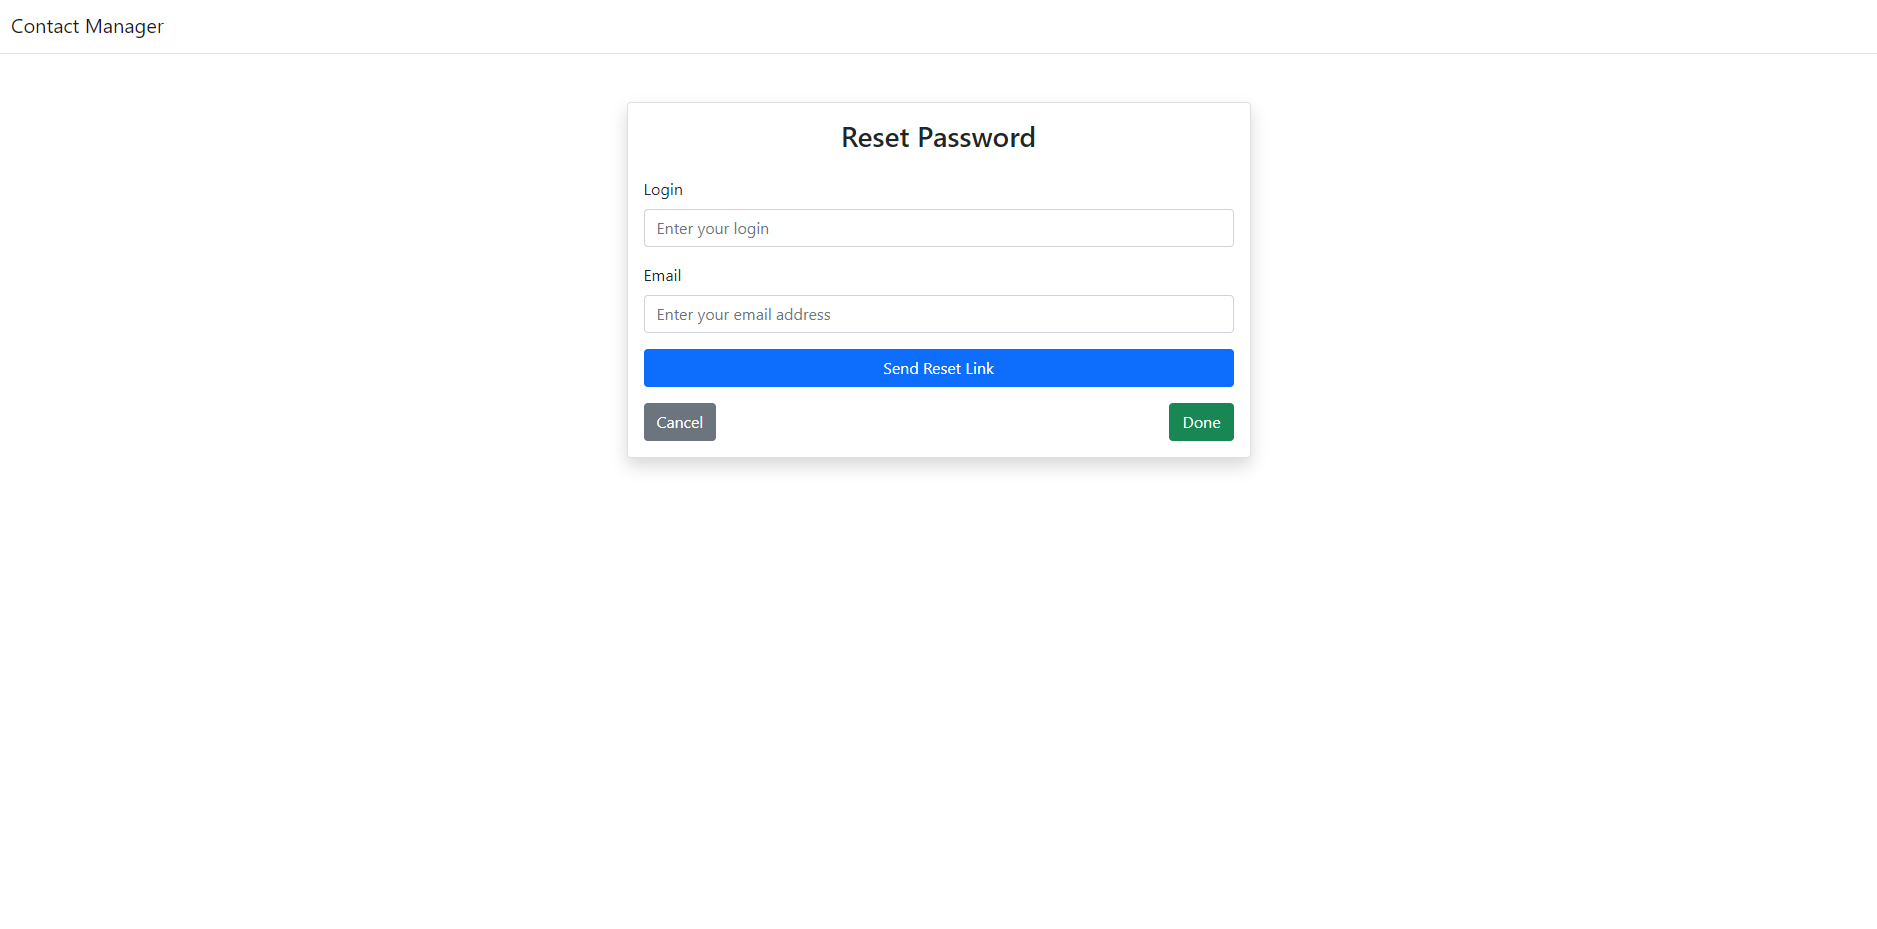 Contact Manager
Reset Password
Login
Enter your login
Email
Enter your email address
Send Reset Link
Cancel
Done